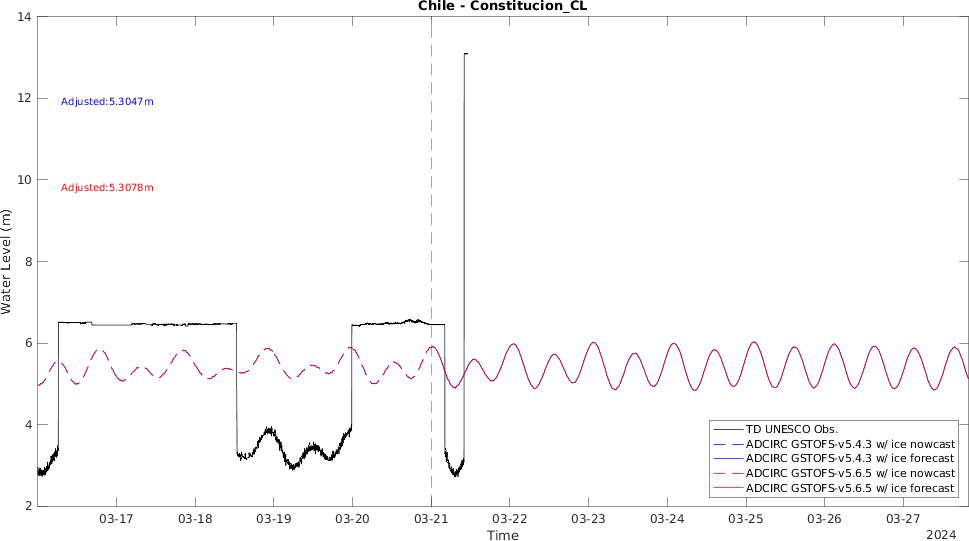 Chile - Constitucion_CL
14
12
10
8
6
4
2
Water Level (m)
Adjusted:5.3047m
Adjusted:5.3078m
TD UNESCO Obs.
ADCIRC GSTOFS-v5.4.3 w/ ice nowcast
ADCIRC GSTOFS-v5.4.3 w/ ice forecast
ADCIRC GSTOFS-v5.6.5 w/ ice nowcast
ADCIRC GSTOFS-v5.6.5 w/ ice forecast
03-17 03-18 03-19 03-20 03-21 03-22 03-23 03-24 03-25 03-26 03-27
Time
2024